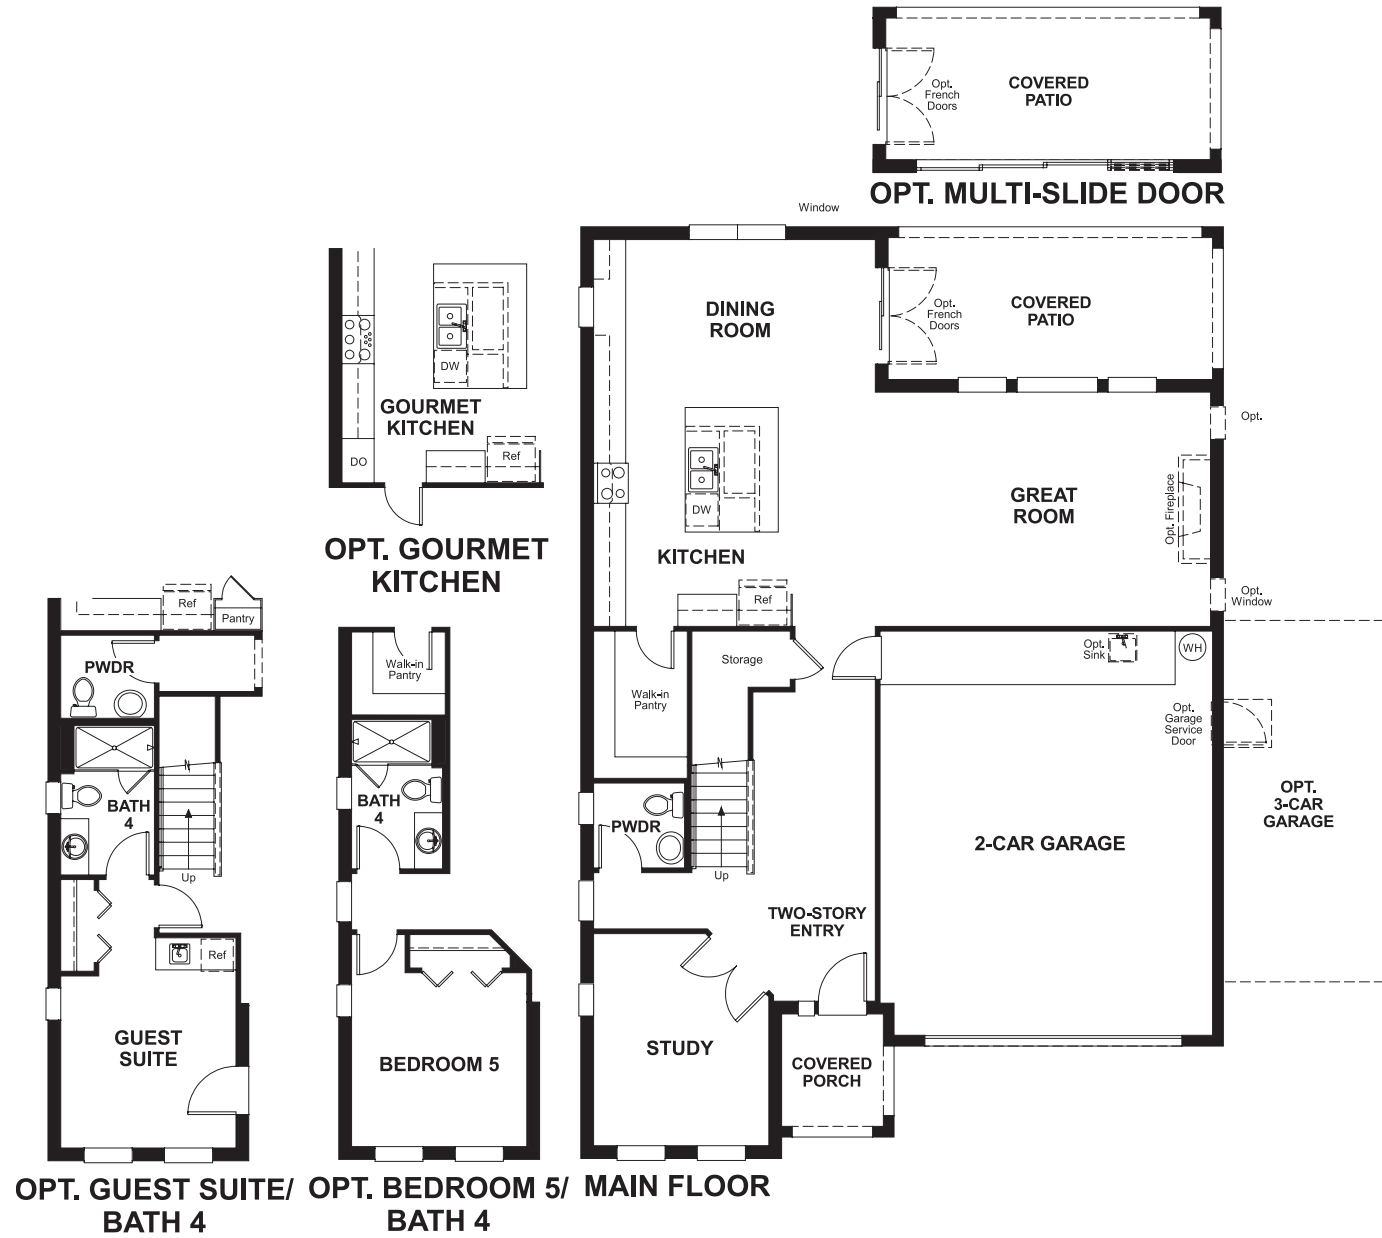 Opt.
French
Doors
COVERED
PATIO
OPT. MULTI-SLIDE DOOR
Window
DINING
ROOM
Opt.
French
Doors
COVERED
PATIO
Opt.
GREAT
ROOM
Opt. Fireplace
DW
KITCHEN
Ref
Opt.
Window
Storage
Walk-in
Pantry
Opt.
Sink
WH
Opt.
Garage
Service
Door
OPT.
3-CAR
GARAGE
PWDR
2-CAR GARAGE
Up
TWO-STORY
ENTRY
STUDY
COVERED
PORCH
MAIN FLOOR
DW
GOURMET
KITCHEN
DO
Ref
OPT. GOURMET
KITCHEN
Ref
Pantry
PWDR
BATH
4
Up
Ref
GUEST
SUITE
OPT. GUEST SUITE/
BATH 4
Walk-in
Pantry
BATH
4
BEDROOM 5
OPT. BEDROOM 5/
BATH 4